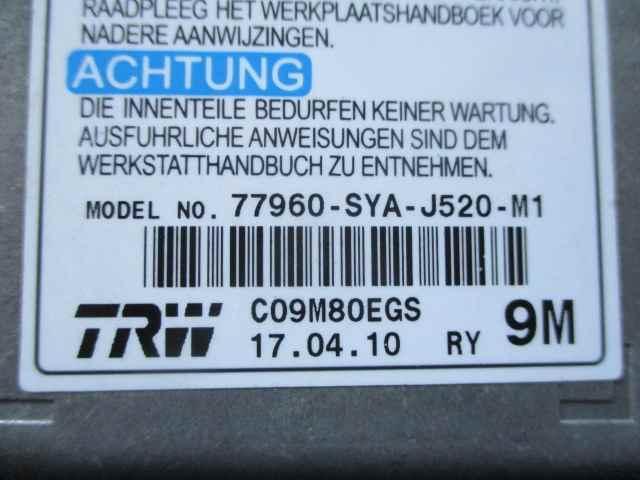 RAADPLEEG HET WERKPLAATSHANDBOEK VOOR
NADERE AANWIJZINGEN.
ACHTUNG
DIE INNENTEILE BEDURFEN KEINER WARTUNG.
AUSFUHRLICHE ANWEISUNGEN SIND DEM
WERKSTATTHANDBUCH ZU ENTNEHMEN.
MODEL NO. 77960-SYA-J520-M1
TRW C09M80EGS
17.04.10 RY 9M